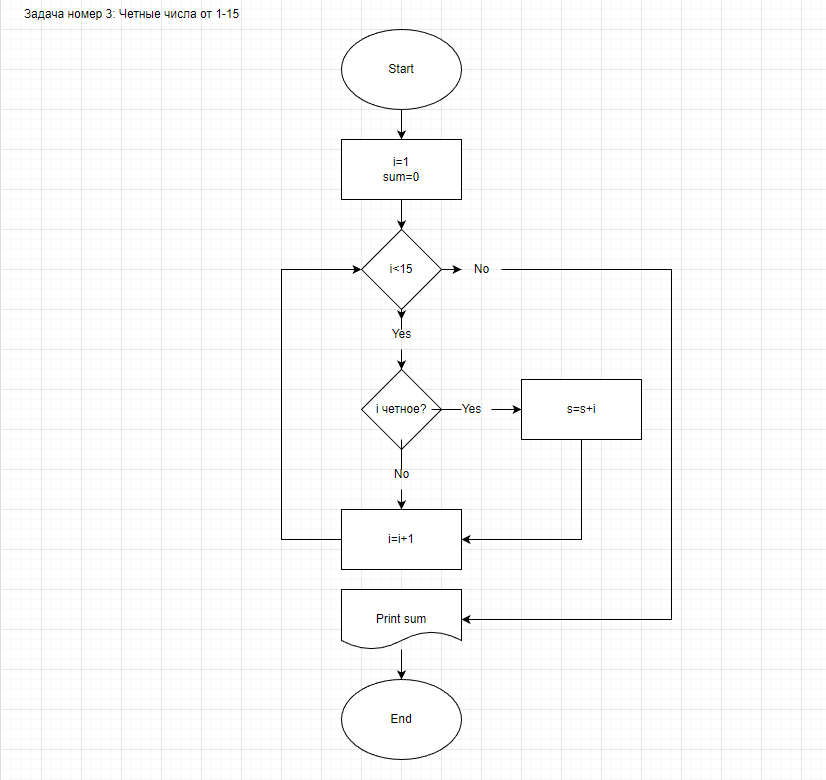 Задача номер 3: Четные числа от 1-15
Start
i=1
sum=0
i<15
No
Yes
i четное?
Yes
s=s+i
No
i=i+1
Print sum
End